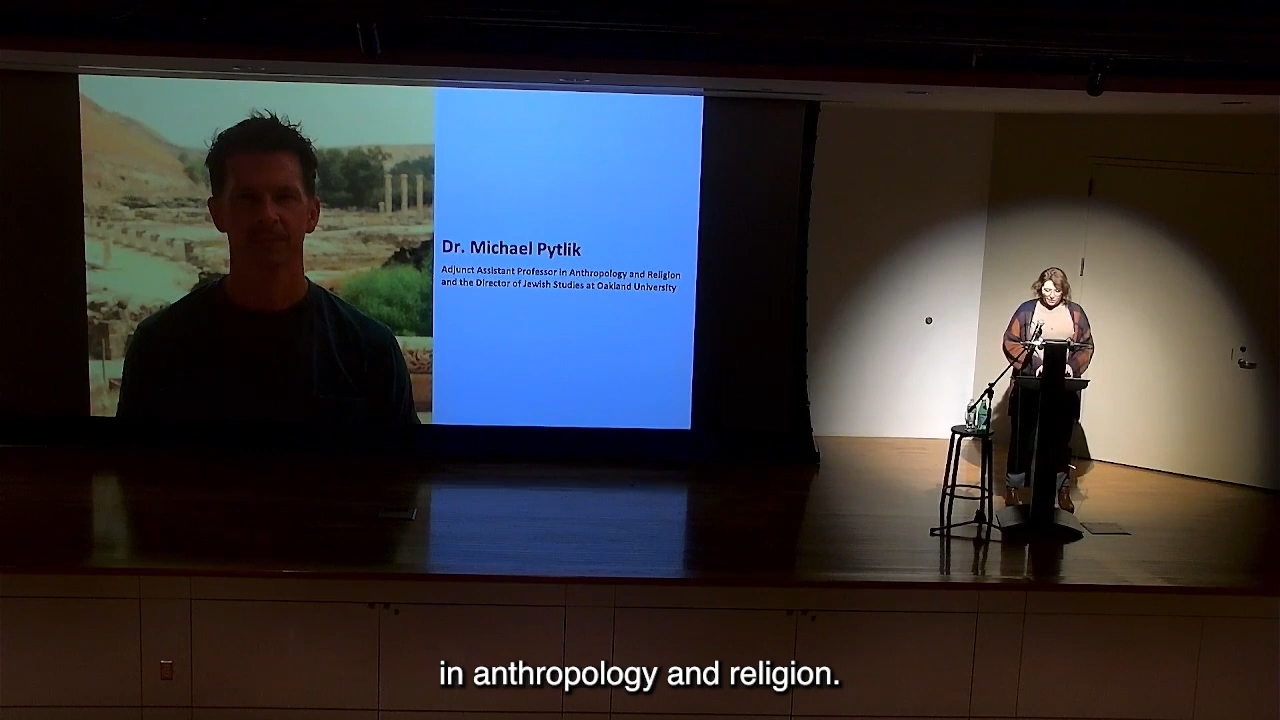 Dr. Michael Pytlik
Adjunct Assistant Professor in Anthropology and Religion
and the Director of Jewish Studies at Oakland University
in anthropology and religion.